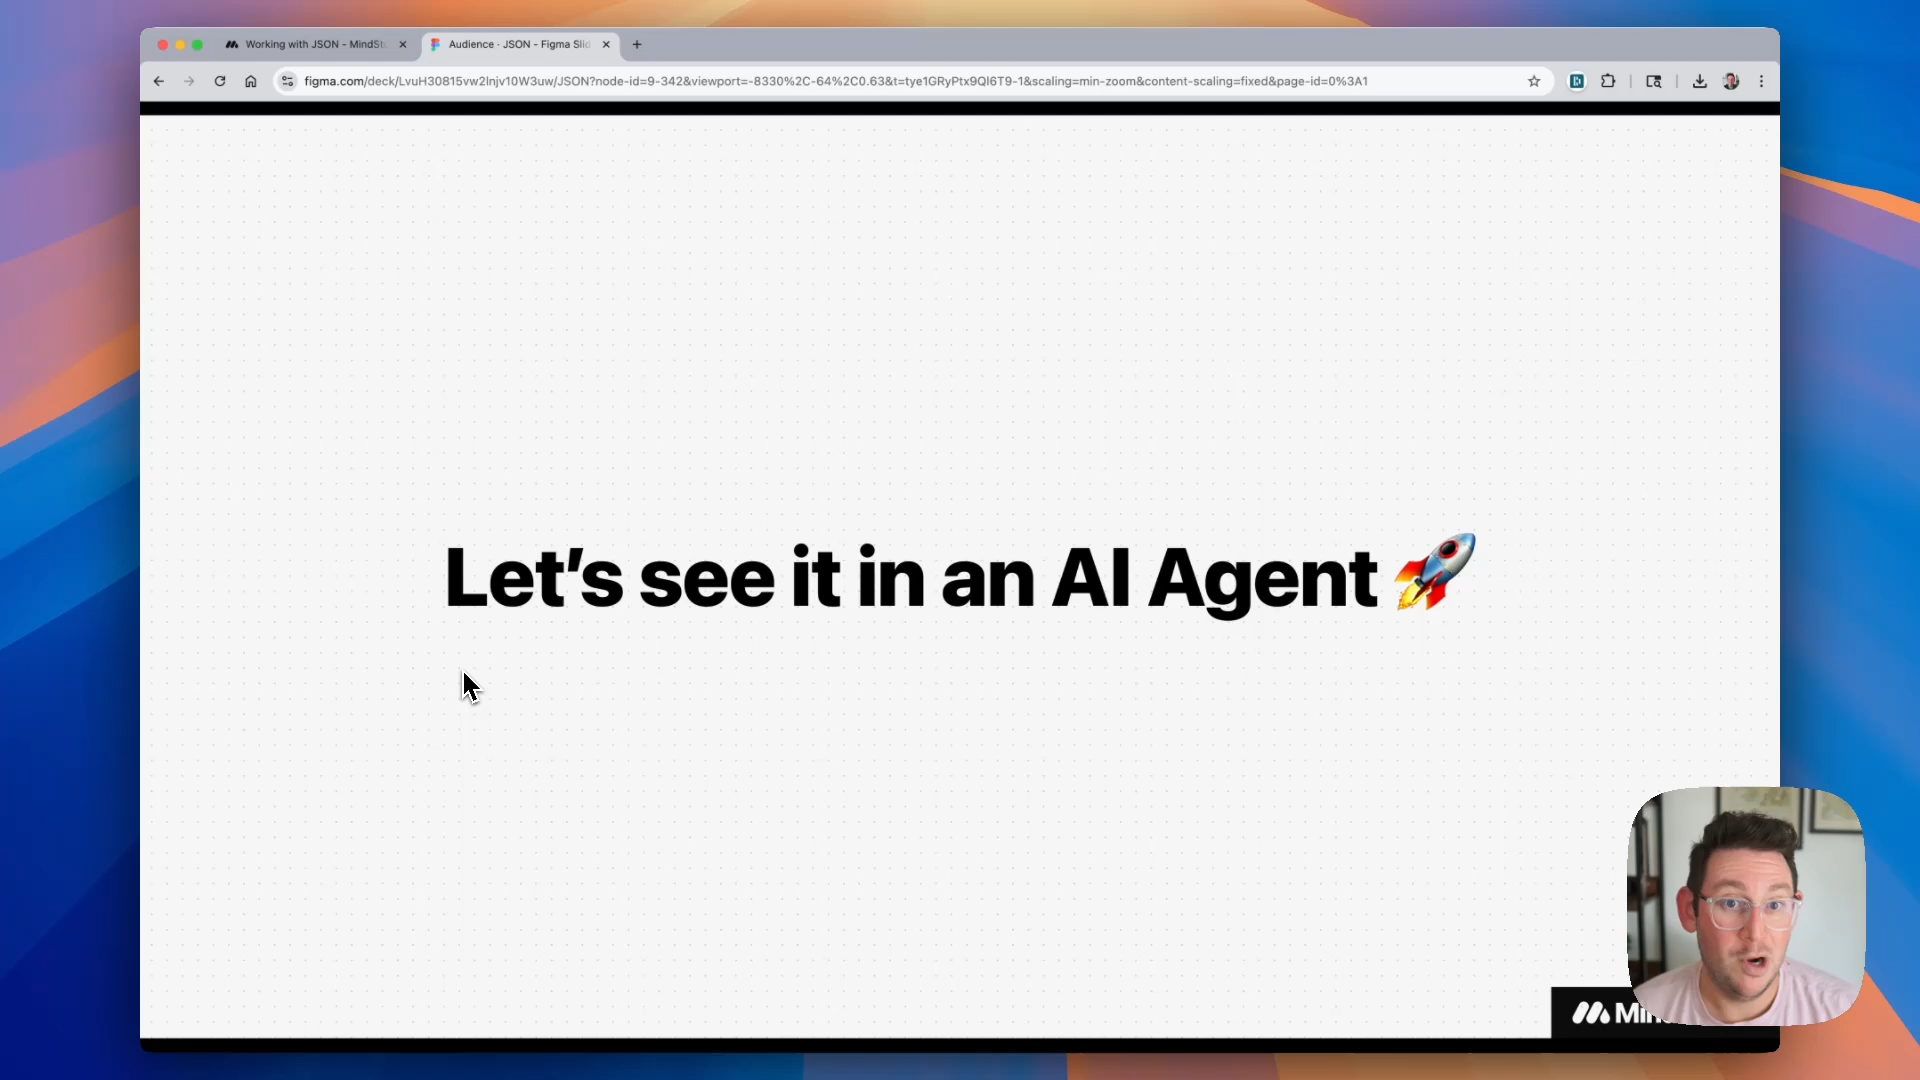 Working with JSON - MindSt
Audience · JSON - Figma Slid
figma.com/deck/LvuH30815vw2lnjv10W3uw/JSON?node-id=9-342&viewport=-8330%2C-64%2C0.63&t=tye1GRyPtx9Ql6T9-1&scaling=min-zoom&content-scaling=fixed&page-id=0%3A1
Let’s see it in an AI Agent 🚀
Min